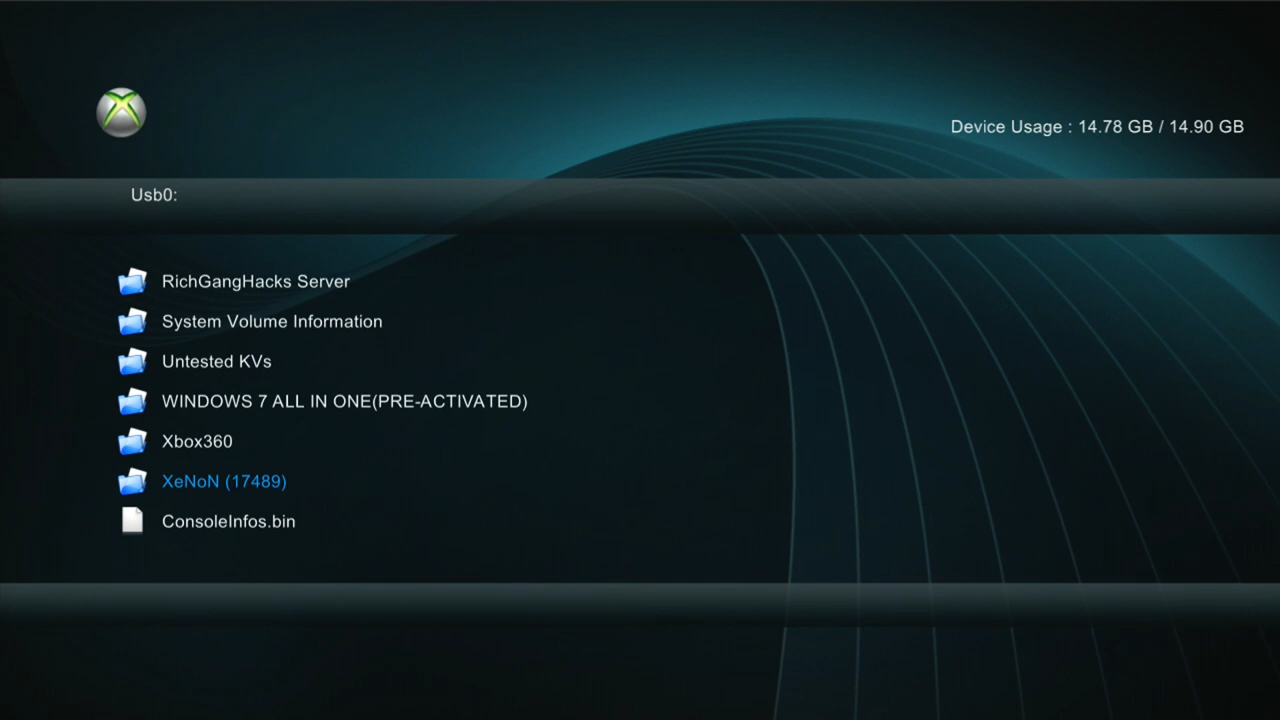 Device Usage : 14.78 GB / 14.90 GB
Usb0:
RichGangHacks Server
System Volume Information
Untested KVs
WINDOWS 7 ALL IN ONE(PRE-ACTIVATED)
Xbox360
XeNoN (17489)
ConsoleInfos.bin